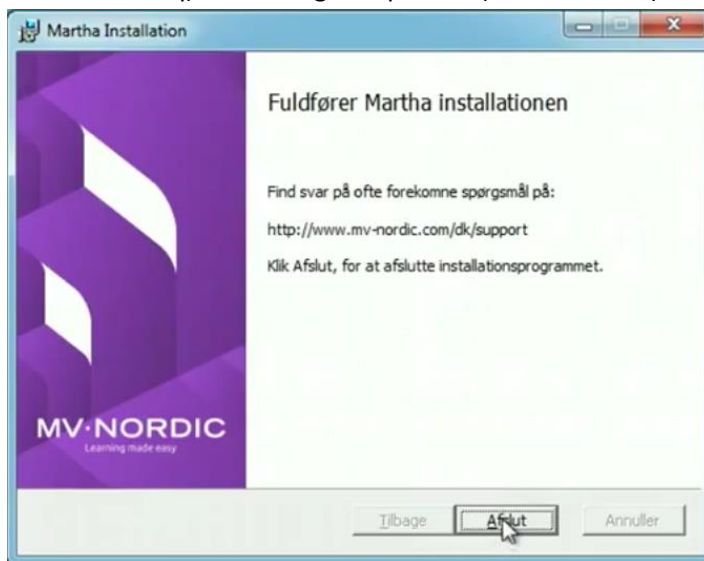 Martha Installation
Fuldfører Martha installationen
Find svar på ofte forekomne spørgsmål på:
http://www.mv-nordic.com/dk/support
Klik Afslut, for at afslutte installationsprogrammet.
MV·NORDIC
Learning made easy
Tilbage Afslut Annuller